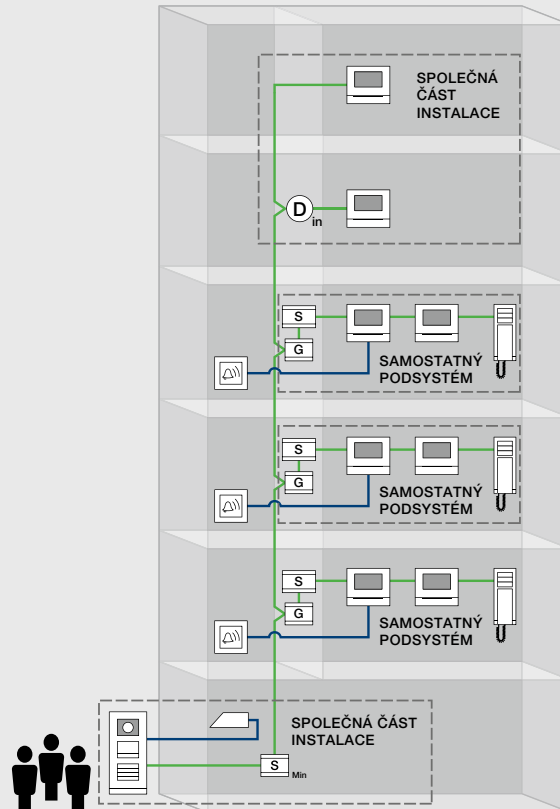 SPOLEČNÁ
ČÁST
INSTALACE
D
in
S
G
SAMOSTATNÝ
PODSYSTÉM
S
G
SAMOSTATNÝ
PODSYSTÉM
S
G
SAMOSTATNÝ
PODSYSTÉM
SPOLEČNÁ ČÁST
INSTALACE
S
Min